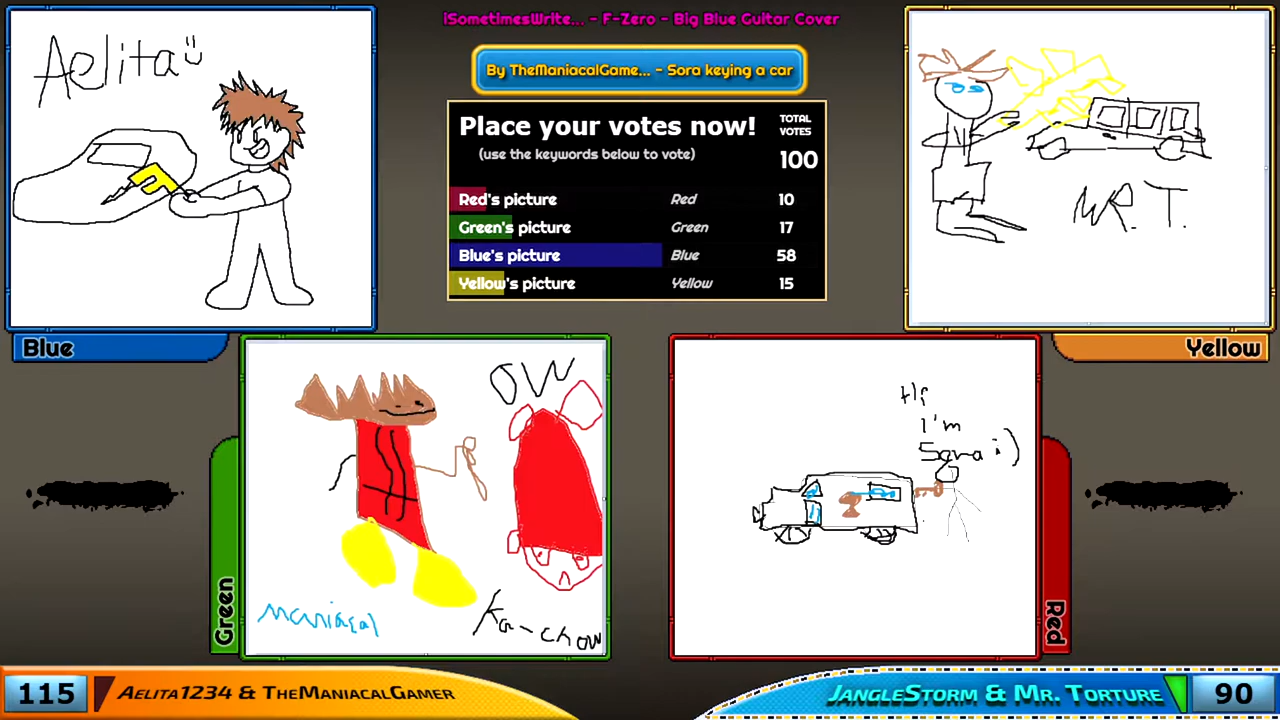 iSometimesWrite... - F-Zero - Big Blue Guitar Cover
By TheManiacalGame... - Sora keying a car
Place your votes now!
(use the keywords below to vote)
TOTAL
VOTES
100
Red's picture Red 10
Green's picture Green 17
Blue's picture Blue 58
Yellow's picture Yellow 15
Aelita
MR. T.
Blue
Yellow
OW
Maniacal
Ka-chow
Green
Hi
I'm
Sora :)
Red
115
Aelita1234 & TheManiacalGamer
JangleStorm & Mr. Torture
90